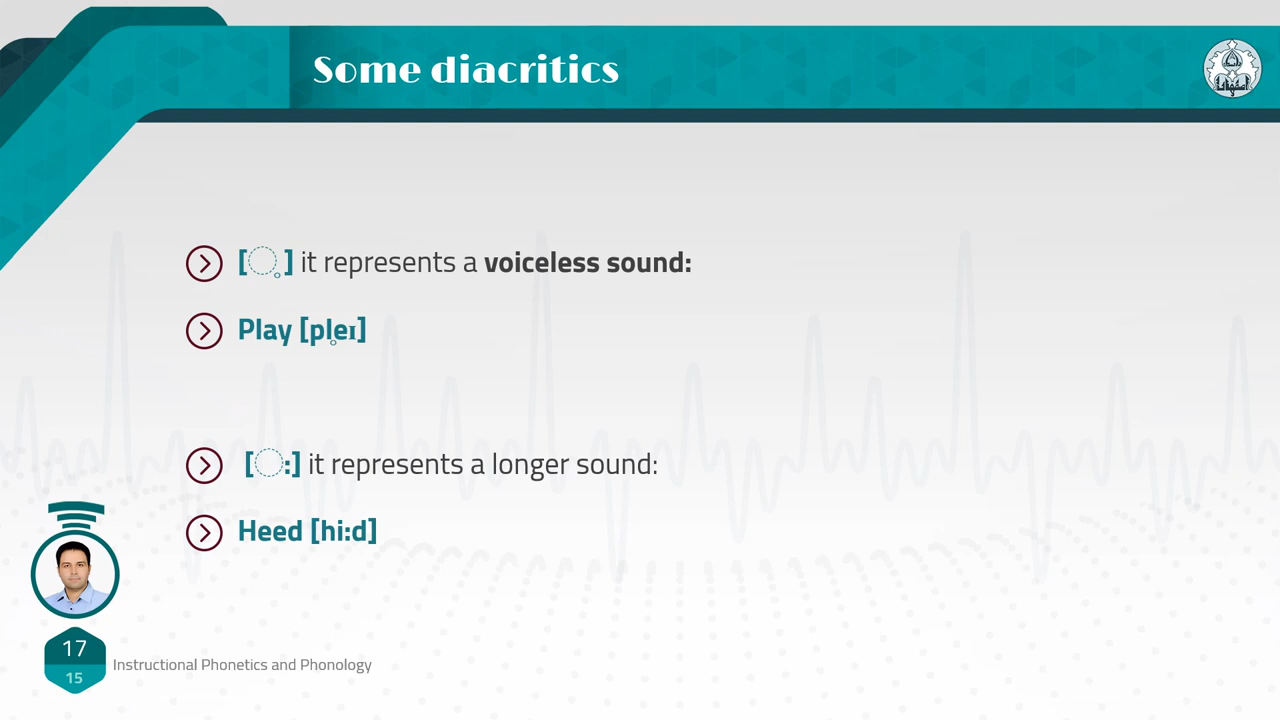 Some diacritics
[◌̥] it represents a voiceless sound:
Play [pl̥eɪ]
[◌:] it represents a longer sound:
Heed [hi:d]
17
15
Instructional Phonetics and Phonology